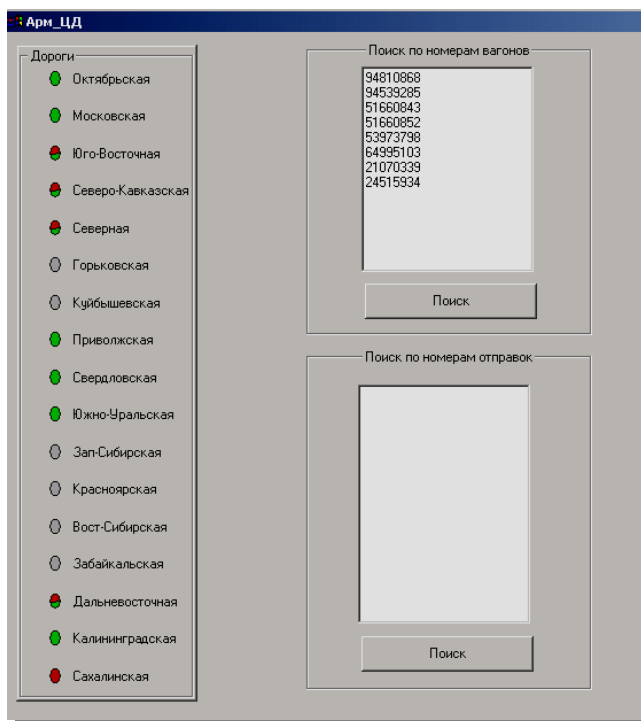 Арм_ЦД
Дороги
Октябрьская
Московская
Юго-Восточная
Северо-Кавказская
Северная
Горьковская
Куйбышевская
Приволжская
Свердловская
Южно-Уральская
Зап-Сибирская
Красноярская
Вост-Сибирская
Забайкальская
Дальневосточная
Калининградская
Сахалинская
Поиск по номерам вагонов
94810868
94539285
51660843
51660852
53973798
64995103
21070339
24515934
Поиск
Поиск по номерам отправок
Поиск